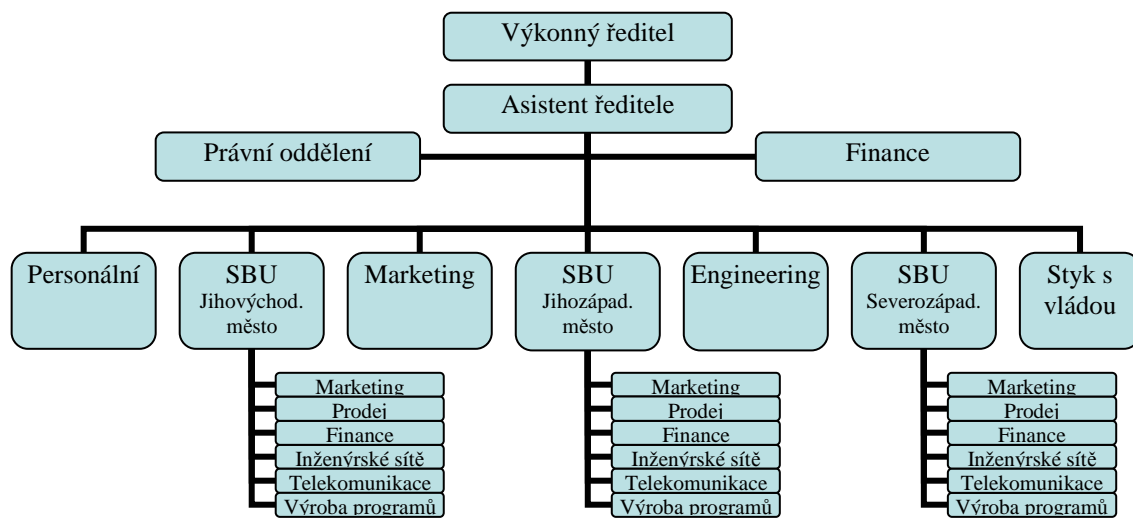 Výkonný ředitel
Asistent ředitele
Právní oddělení
Finance
Personální
SBU
Jihovýchod.
město
Marketing
SBU
Jihozápad.
město
Engineering
SBU
Severozápad.
město
Styk s
vládou
Marketing
Prodej
Finance
Inženýrské sítě
Telekomunikace
Výroba programů
Marketing
Prodej
Finance
Inženýrské sítě
Telekomunikace
Výroba programů
Marketing
Prodej
Finance
Inženýrské sítě
Telekomunikace
Výroba programů